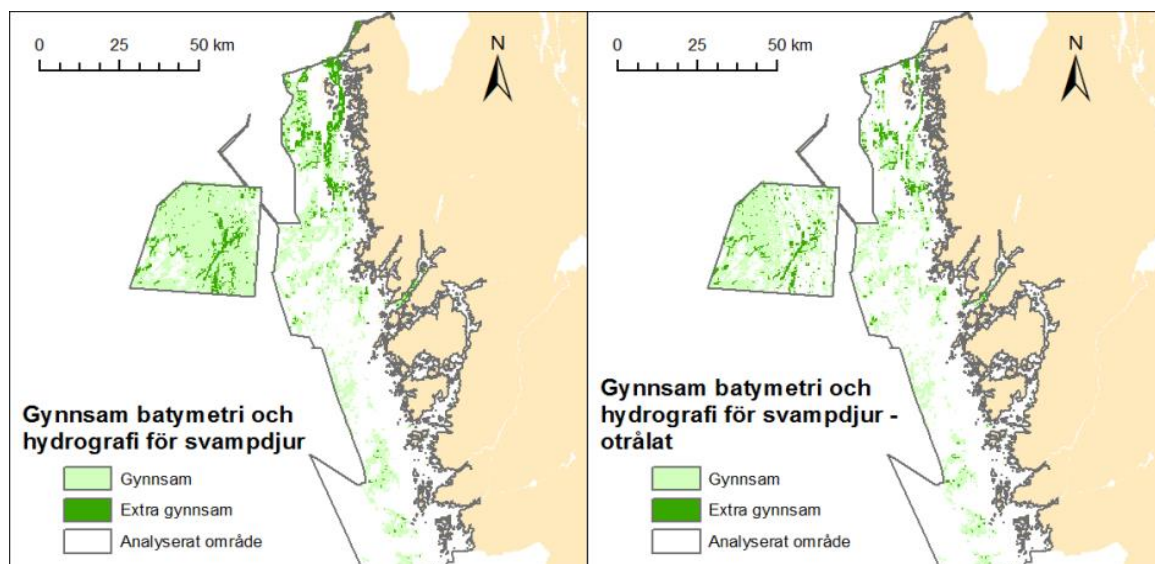 0 25 50 km
N
Gynnsam batymetri och
hydrografi för svampdjur
Gynnsam
Extra gynnsam
Analyserat område
0 25 50 km
N
Gynnsam batymetri och
hydrografi för svampdjur -
otrålat
Gynnsam
Extra gynnsam
Analyserat område